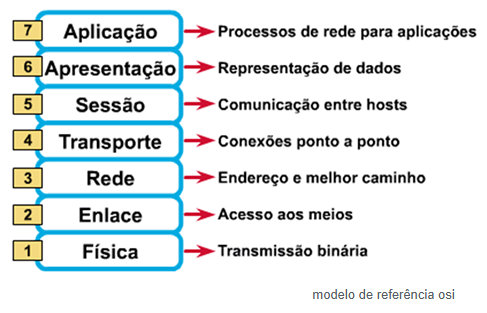 7 Aplicação Processos de rede para aplicações
6 Apresentação Representação de dados
5 Sessão Comunicação entre hosts
4 Transporte Conexões ponto a ponto
3 Rede Endereço e melhor caminho
2 Enlace Acesso aos meios
1 Física Transmissão binária
modelo de referência osi